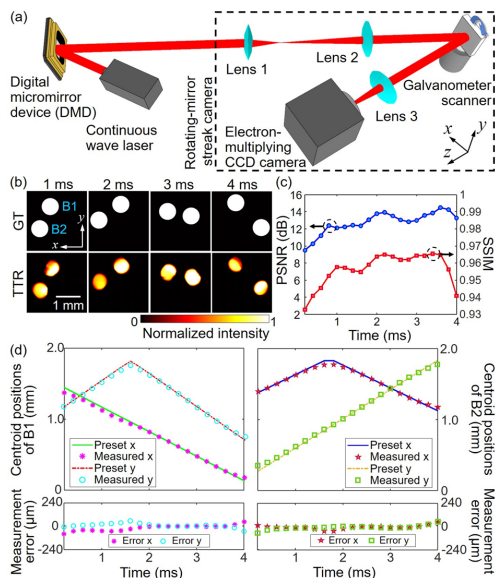 (a)
Digital
micromirror
device (DMD)
Continuous
wave laser
Rotating-mirror
streak camera
Lens 1
Lens 2
Lens 3
Galvanometer
scanner
Electron-
multiplying
CCD camera
x
y
z
(b)
1 ms 2 ms 3 ms 4 ms
GT
B1
B2
y
x
TTR
1 mm
0 1
Normalized intensity
(c)
PSNR (dB)
16
14
12
10
8
6
4
2
SSIM
1
0.99
0.98
0.97
0.96
0.95
0.94
0.93
0 1 2 3 4
Time (ms)
(d)
Centroid positions
of B1 (mm)
2.0
1.0
0
Preset x
Measured x
Preset y
Measured y
Centroid positions
of B2 (mm)
2.0
1.0
0
Preset x
Measured x
Preset y
Measured y
Measurement
error (μm)
240
0
-240
Error x Error y
1 2 3 4
Time (ms)
Measurement
error (μm)
240
0
-240
Error x Error y
1 2 3 4
Time (ms)